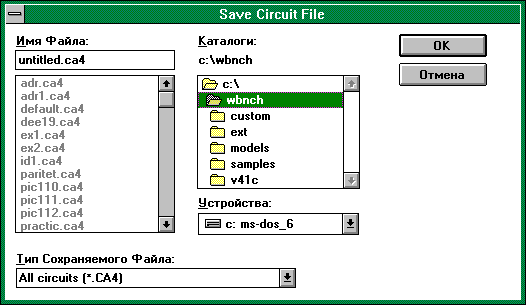 Save Circuit File
Имя Файла:
untitled.ca4
adr.ca4
adr1.ca4
default.ca4
dee19.ca4
ex1.ca4
ex2.ca4
id1.ca4
paritet.ca4
pic110.ca4
pic111.ca4
pic112.ca4
practic.ca4
Каталоги:
c:\wbnch
c:\
wbnch
custom
ext
models
samples
v41c
Устройства:
c: ms-dos_6
OK
Отмена
Тип Сохраняемого Файла:
All circuits (*.CA4)